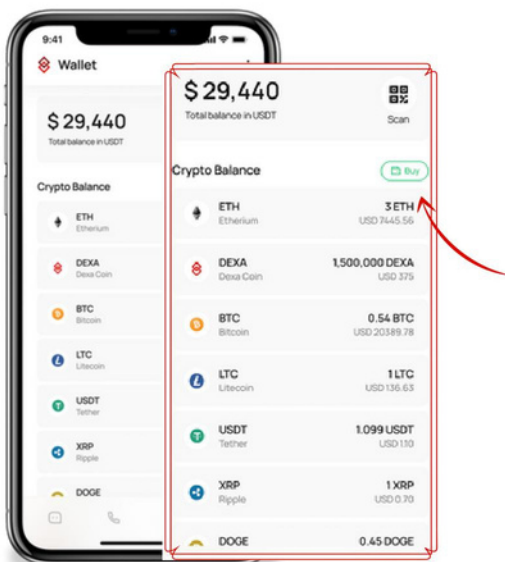 9:41
Wallet
$ 29,440
Total balance in USDT
Crypto Balance
ETH
Etherium
DEXA
Dexa Coin
BTC
Bitcoin
LTC
Litecoin
USDT
Tether
XRP
Ripple
DOGE
$ 29,440
Total balance in USDT
Scan
Crypto Balance
Buy
ETH
3 ETH
Etherium
USD 7445.56
DEXA
1,500,000 DEXA
Dexa Coin
USD 375
BTC
0.54 BTC
Bitcoin
USD 20389.78
LTC
1 LTC
Litecoin
USD 136.63
USDT
1.099 USDT
Tether
USD 1.10
XRP
1 XRP
Ripple
USD 0.70
DOGE
0.45 DOGE